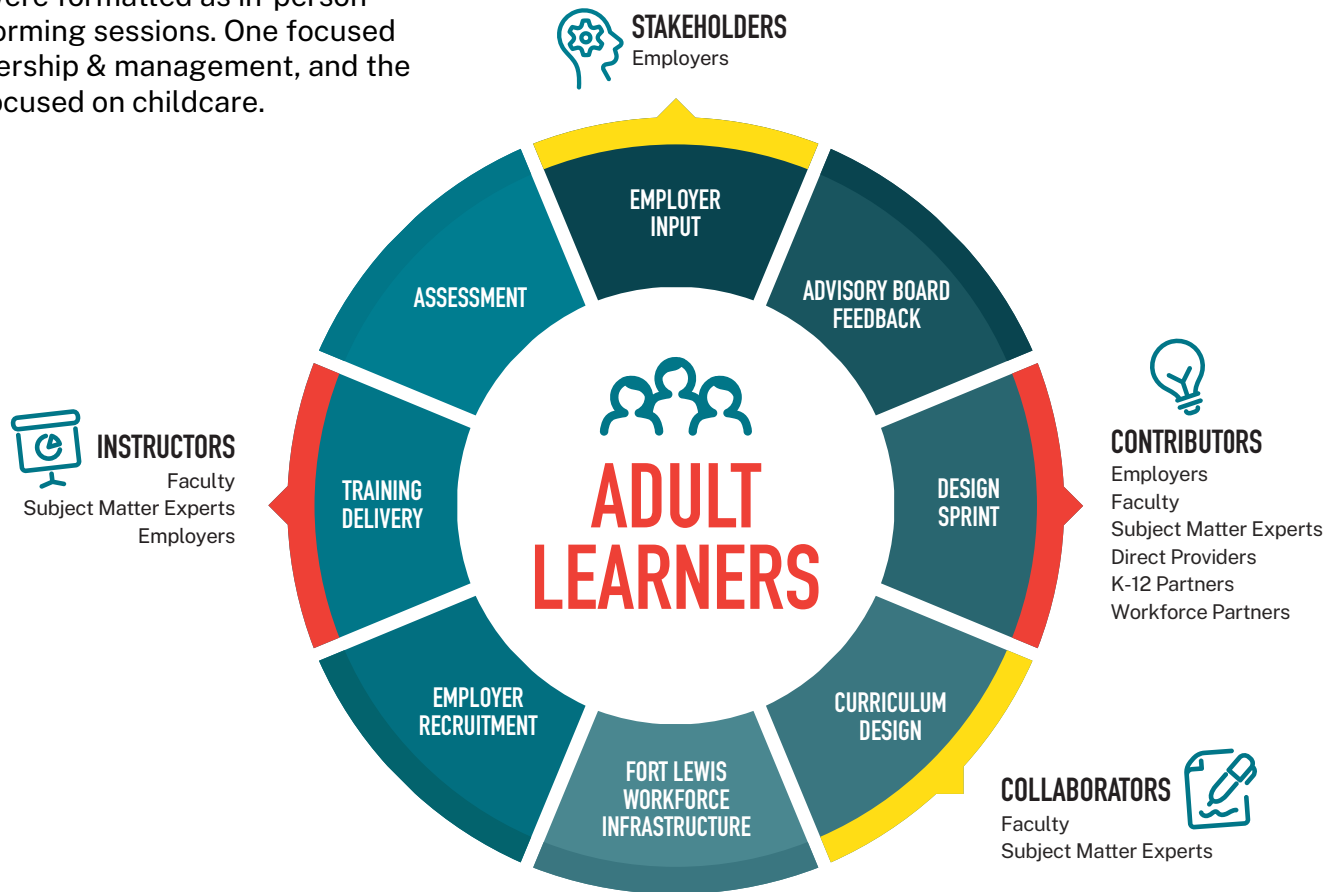 were formatted as in-person
orming sessions. One focused
ership & management, and the
ocused on childcare.
STAKEHOLDERS
Employers
EMPLOYER
INPUT
ADVISORY BOARD
FEEDBACK
ASSESSMENT
CONTRIBUTORS
Employers
Faculty
Subject Matter Experts
Direct Providers
K-12 Partners
Workforce Partners
INSTRUCTORS
Faculty
Subject Matter Experts
Employers
TRAINING
DELIVERY
ADULT
LEARNERS
DESIGN
SPRINT
EMPLOYER
RECRUITMENT
CURRICULUM
DESIGN
FORT LEWIS
WORKFORCE
INFRASTRUCTURE
COLLABORATORS
Faculty
Subject Matter Experts